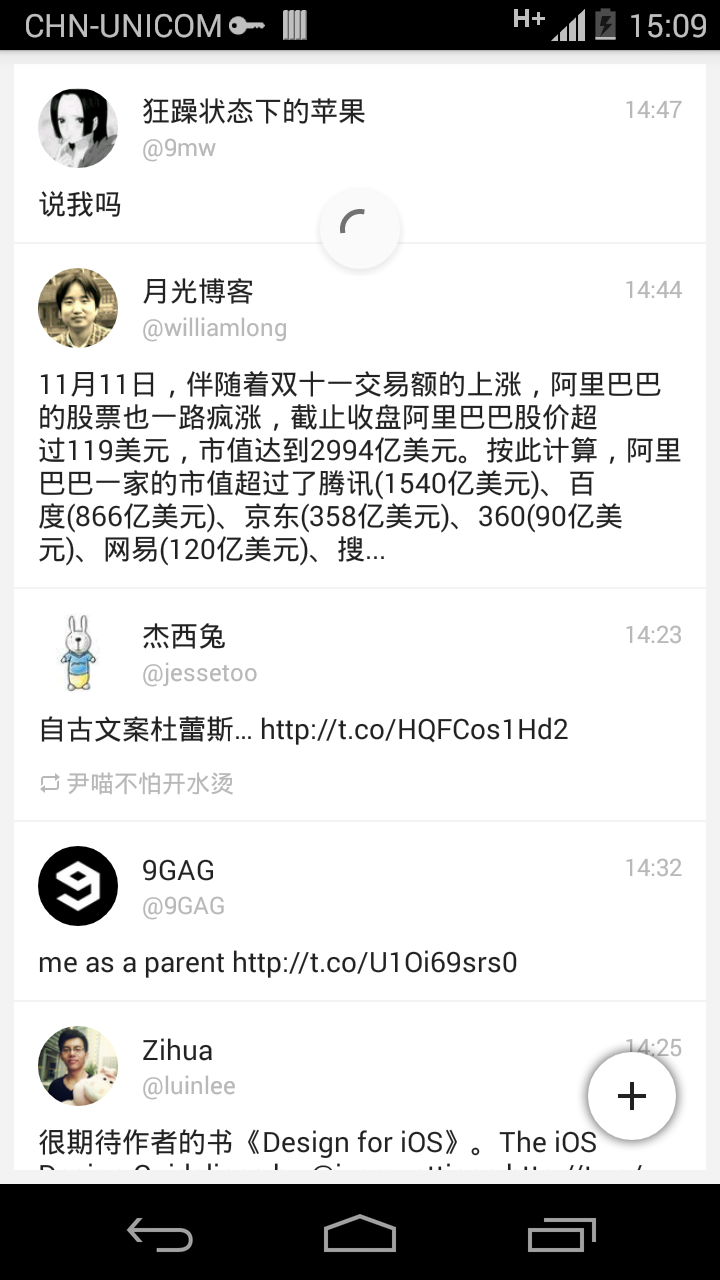 CHN-UNICOM
H+
15:09
狂躁状态下的苹果
14:47
@9mw
说我吗
月光博客
14:44
@williamlong
11月11日，伴随着双十一交易额的上涨，阿里巴巴
的股票也一路疯涨，截止收盘阿里巴巴股价超
过119美元，市值达到2994亿美元。按此计算，阿里
巴巴一家的市值超过了腾讯(1540亿美元)、百
度(866亿美元)、京东(358亿美元)、360(90亿美
元)、网易(120亿美元)、搜...
杰西兔
14:23
@jessetoo
自古文案杜蕾斯... http://t.co/HQFCos1Hd2
尹喵不怕开水烫
9GAG
14:32
@9GAG
me as a parent http://t.co/U1Oi69srs0
Zihua
14:25
@luinlee
很期待作者的书《Design for iOS》。The iOS